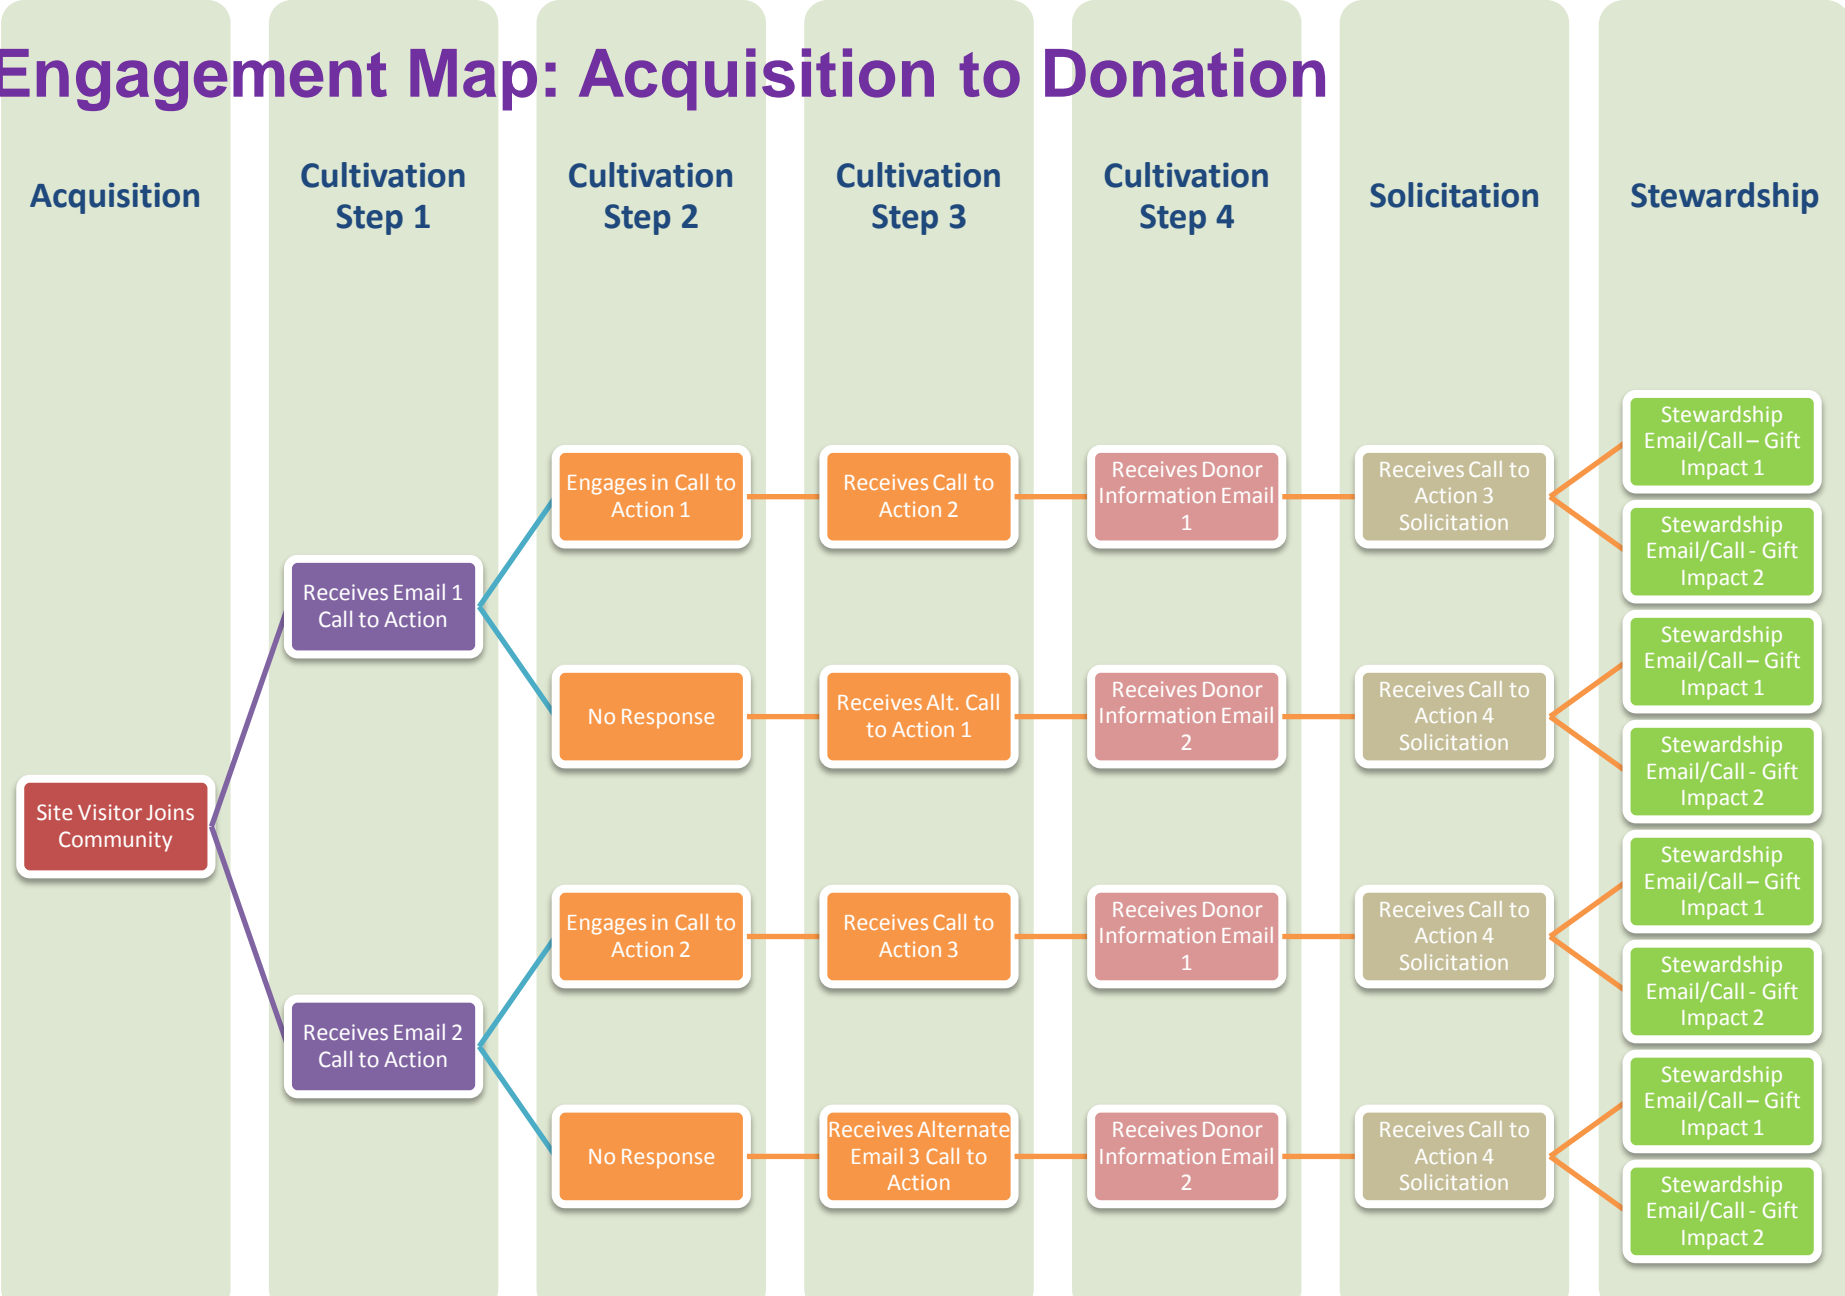 Engagement Map: Acquisition to Donation
Acquisition
Cultivation
Step 1
Cultivation
Step 2
Cultivation
Step 3
Cultivation
Step 4
Solicitation
Stewardship
Site Visitor Joins
Community
Receives Email 1
Call to Action
Receives Email 2
Call to Action
Engages in Call to
Action 1
No Response
Engages in Call to
Action 2
No Response
Receives Call to
Action 2
Receives Alt. Call
to Action 1
Receives Call to
Action 3
Receives Alternate
Email 3 Call to
Action
Receives Donor
Information Email
1
Receives Donor
Information Email
2
Receives Donor
Information Email
1
Receives Donor
Information Email
2
Receives Call to
Action 3
Solicitation
Receives Call to
Action 4
Solicitation
Receives Call to
Action 4
Solicitation
Receives Call to
Action 4
Solicitation
Stewardship
Email/Call – Gift
Impact 1
Stewardship
Email/Call - Gift
Impact 2
Stewardship
Email/Call – Gift
Impact 1
Stewardship
Email/Call - Gift
Impact 2
Stewardship
Email/Call – Gift
Impact 1
Stewardship
Email/Call - Gift
Impact 2
Stewardship
Email/Call – Gift
Impact 1
Stewardship
Email/Call - Gift
Impact 2